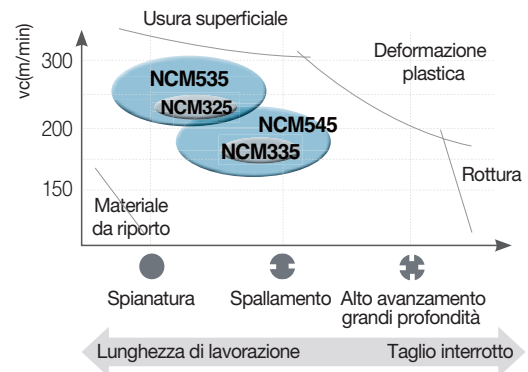 Usura superficiale
vc(m/min)
Deformazione
plastica
300
NCM535
NCM325
200
NCM545
NCM335
Rottura
150
Materiale
da riporto
Spianatura
Spallamento
Alto avanzamento
grandi profondità
Lunghezza di lavorazione
Taglio interrotto